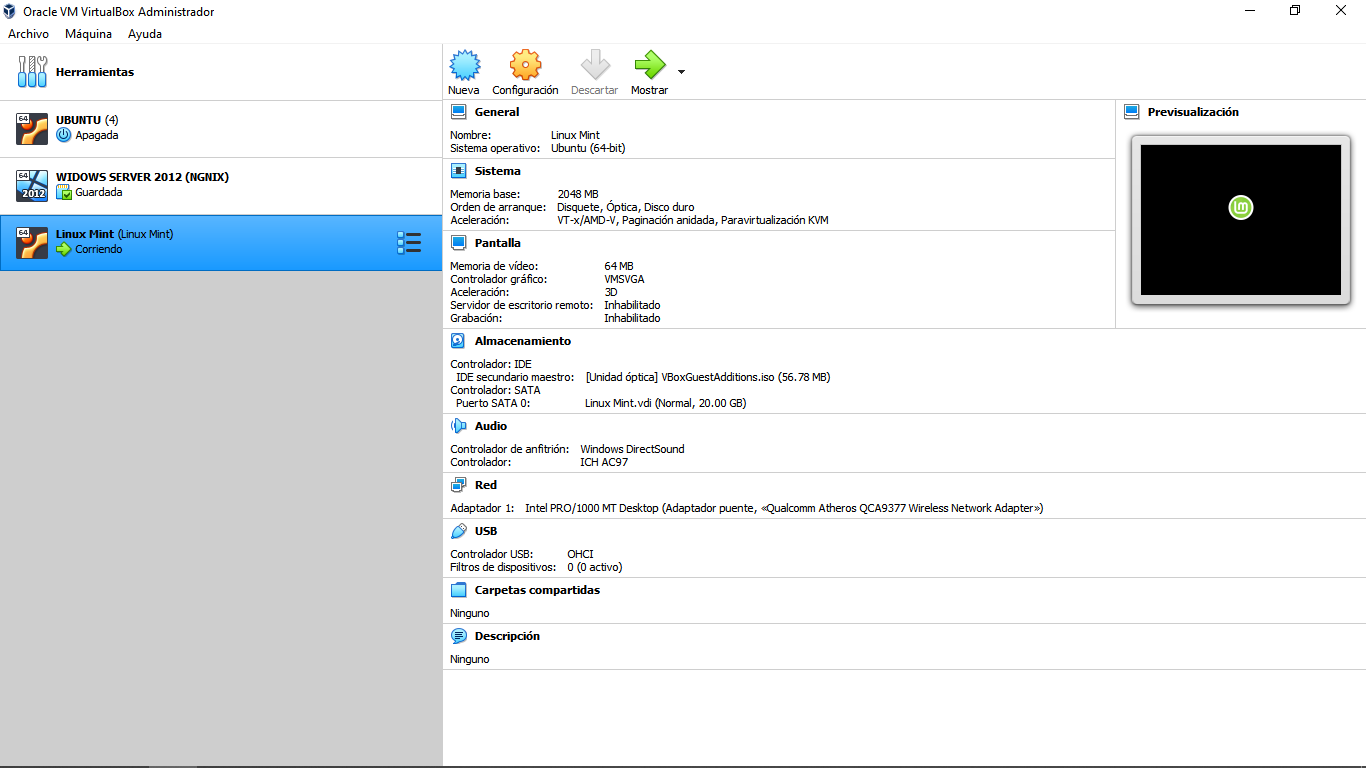 Oracle VM VirtualBox Administrador
Archivo Máquina Ayuda
Herramientas
64
UBUNTU (4)
Apagada
64
2012
WIDOWS SERVER 2012 (NGNIX)
Guardada
64
Linux Mint (Linux Mint)
Corriendo
Nueva Configuración Descartar Mostrar
General
Nombre: Linux Mint
Sistema operativo: Ubuntu (64-bit)
Previsualización
lm
Sistema
Memoria base: 2048 MB
Orden de arranque: Disquete, Óptica, Disco duro
Aceleración: VT-x/AMD-V, Paginación anidada, Paravirtualización KVM
Pantalla
Memoria de vídeo: 64 MB
Controlador gráfico: VMSVGA
Aceleración: 3D
Servidor de escritorio remoto: Inhabilitado
Grabación: Inhabilitado
Almacenamiento
Controlador: IDE
IDE secundario maestro: [Unidad óptica] VBoxGuestAdditions.iso (56.78 MB)
Controlador: SATA
Puerto SATA 0: Linux Mint.vdi (Normal, 20.00 GB)
Audio
Controlador de anfitrión: Windows DirectSound
Controlador: ICH AC97
Red
Adaptador 1: Intel PRO/1000 MT Desktop (Adaptador puente, «Qualcomm Atheros QCA9377 Wireless Network Adapter»)
USB
Controlador USB: OHCI
Filtros de dispositivos: 0 (0 activo)
Carpetas compartidas
Ninguno
Descripción
Ninguno